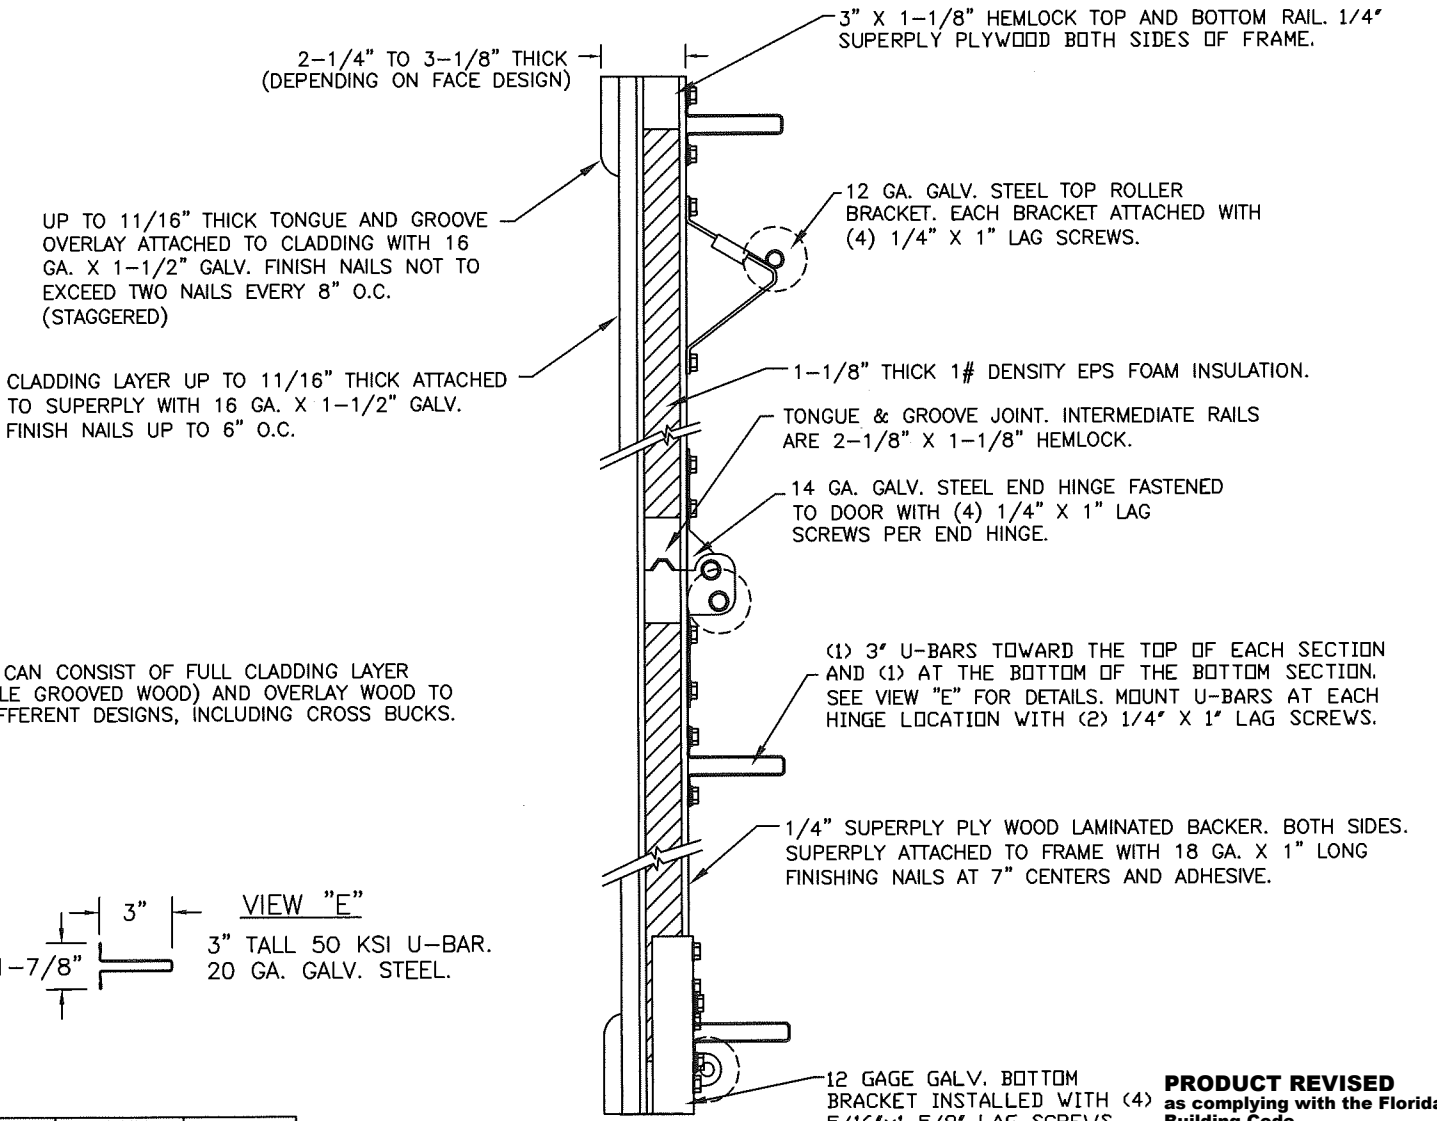 3" X 1-1/8" HEMLOCK TOP AND BOTTOM RAIL. 1/4"
SUPERPLY PLYWOOD BOTH SIDES OF FRAME.
2-1/4" TO 3-1/8" THICK
(DEPENDING ON FACE DESIGN)
12 GA. GALV. STEEL TOP ROLLER
BRACKET. EACH BRACKET ATTACHED WITH
(4) 1/4" X 1" LAG SCREWS.
UP TO 11/16" THICK TONGUE AND GROOVE
OVERLAY ATTACHED TO CLADDING WITH 16
GA. X 1-1/2" GALV. FINISH NAILS NOT TO
EXCEED TWO NAILS EVERY 8" O.C.
(STAGGERED)
CLADDING LAYER UP TO 11/16" THICK ATTACHED
TO SUPERPLY WITH 16 GA. X 1-1/2" GALV.
FINISH NAILS UP TO 6" O.C.
1-1/8" THICK 1# DENSITY EPS FOAM INSULATION.
TONGUE & GROOVE JOINT. INTERMEDIATE RAILS
ARE 2-1/8" X 1-1/8" HEMLOCK.
14 GA. GALV. STEEL END HINGE FASTENED
TO DOOR WITH (4) 1/4" X 1" LAG
SCREWS PER END HINGE.
CAN CONSIST OF FULL CLADDING LAYER
LE GROOVED WOOD) AND OVERLAY WOOD TO
FFERENT DESIGNS, INCLUDING CROSS BUCKS.
(1) 3" U-BARS TOWARD THE TOP OF EACH SECTION
AND (1) AT THE BOTTOM OF THE BOTTOM SECTION.
SEE VIEW "E" FOR DETAILS. MOUNT U-BARS AT EACH
HINGE LOCATION WITH (2) 1/4" X 1" LAG SCREWS.
1/4" SUPERPLY PLY WOOD LAMINATED BACKER. BOTH SIDES.
SUPERPLY ATTACHED TO FRAME WITH 18 GA. X 1" LONG
FINISHING NAILS AT 7" CENTERS AND ADHESIVE.
3"
VIEW "E"
1-7/8"
3" TALL 50 KSI U-BAR.
20 GA. GALV. STEEL.
12 GAGE GALV. BOTTOM
BRACKET INSTALLED WITH (4)
5/16"x1-5/8" LAG SCREWS
PRODUCT REVISED
as complying with the Florida
Building Code